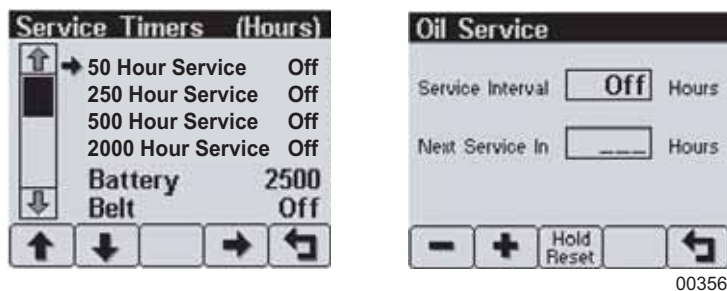 Service Timers (Hours)
50 Hour Service Off
250 Hour Service Off
500 Hour Service Off
2000 Hour Service Off
Battery 2500
Belt Off
Oil Service
Service Interval Off Hours
Next Service In ___ Hours
Hold
Reset
00356